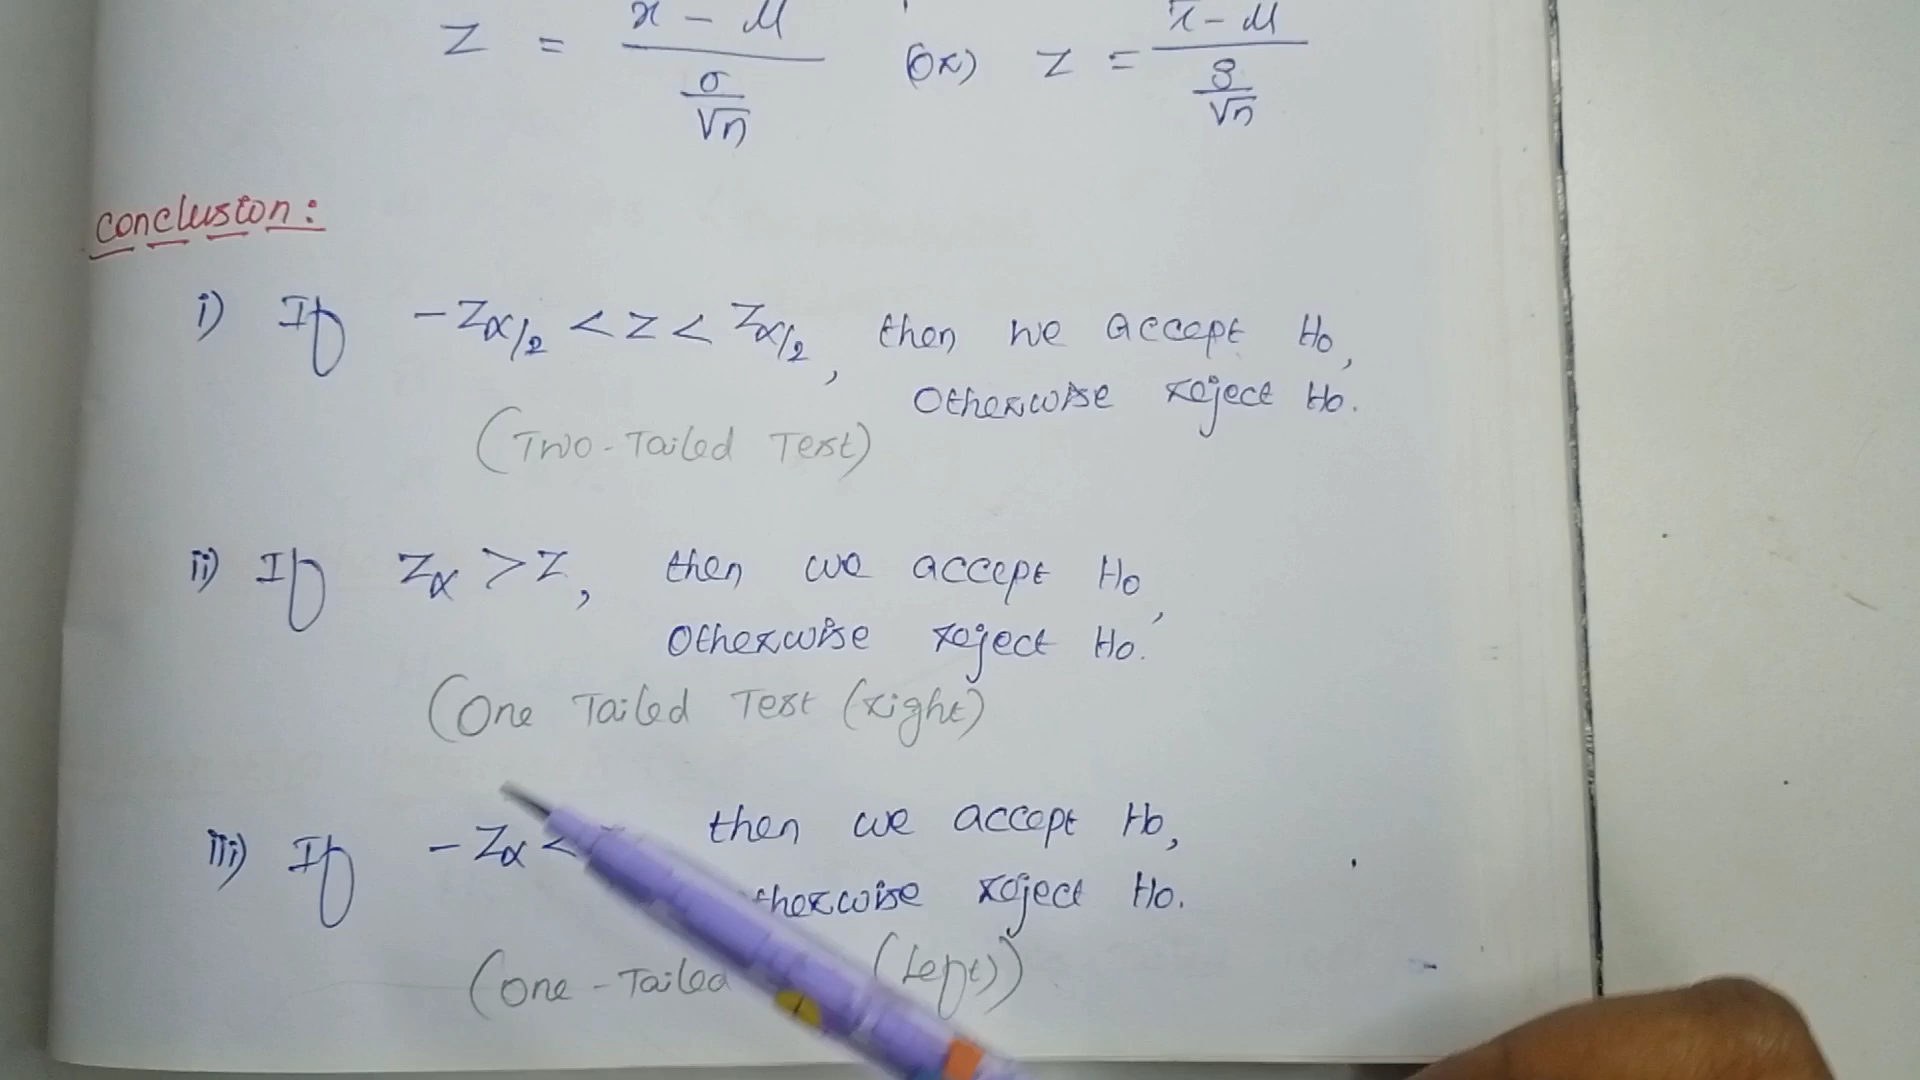 Z = x - μ / σ/√n (or) Z = x̄ - μ / S/√n
Conclusion:
i) If -Zα/2 < Z < Zα/2, then we accept H0,
Otherwise reject H0.
(Two-Tailed Test)
ii) If Zα > Z, then we accept H0,
Otherwise reject H0.
(One Tailed Test (right)
iii) If -Zα < then we accept H0,
reject H0.
(One-Tailed (Left))